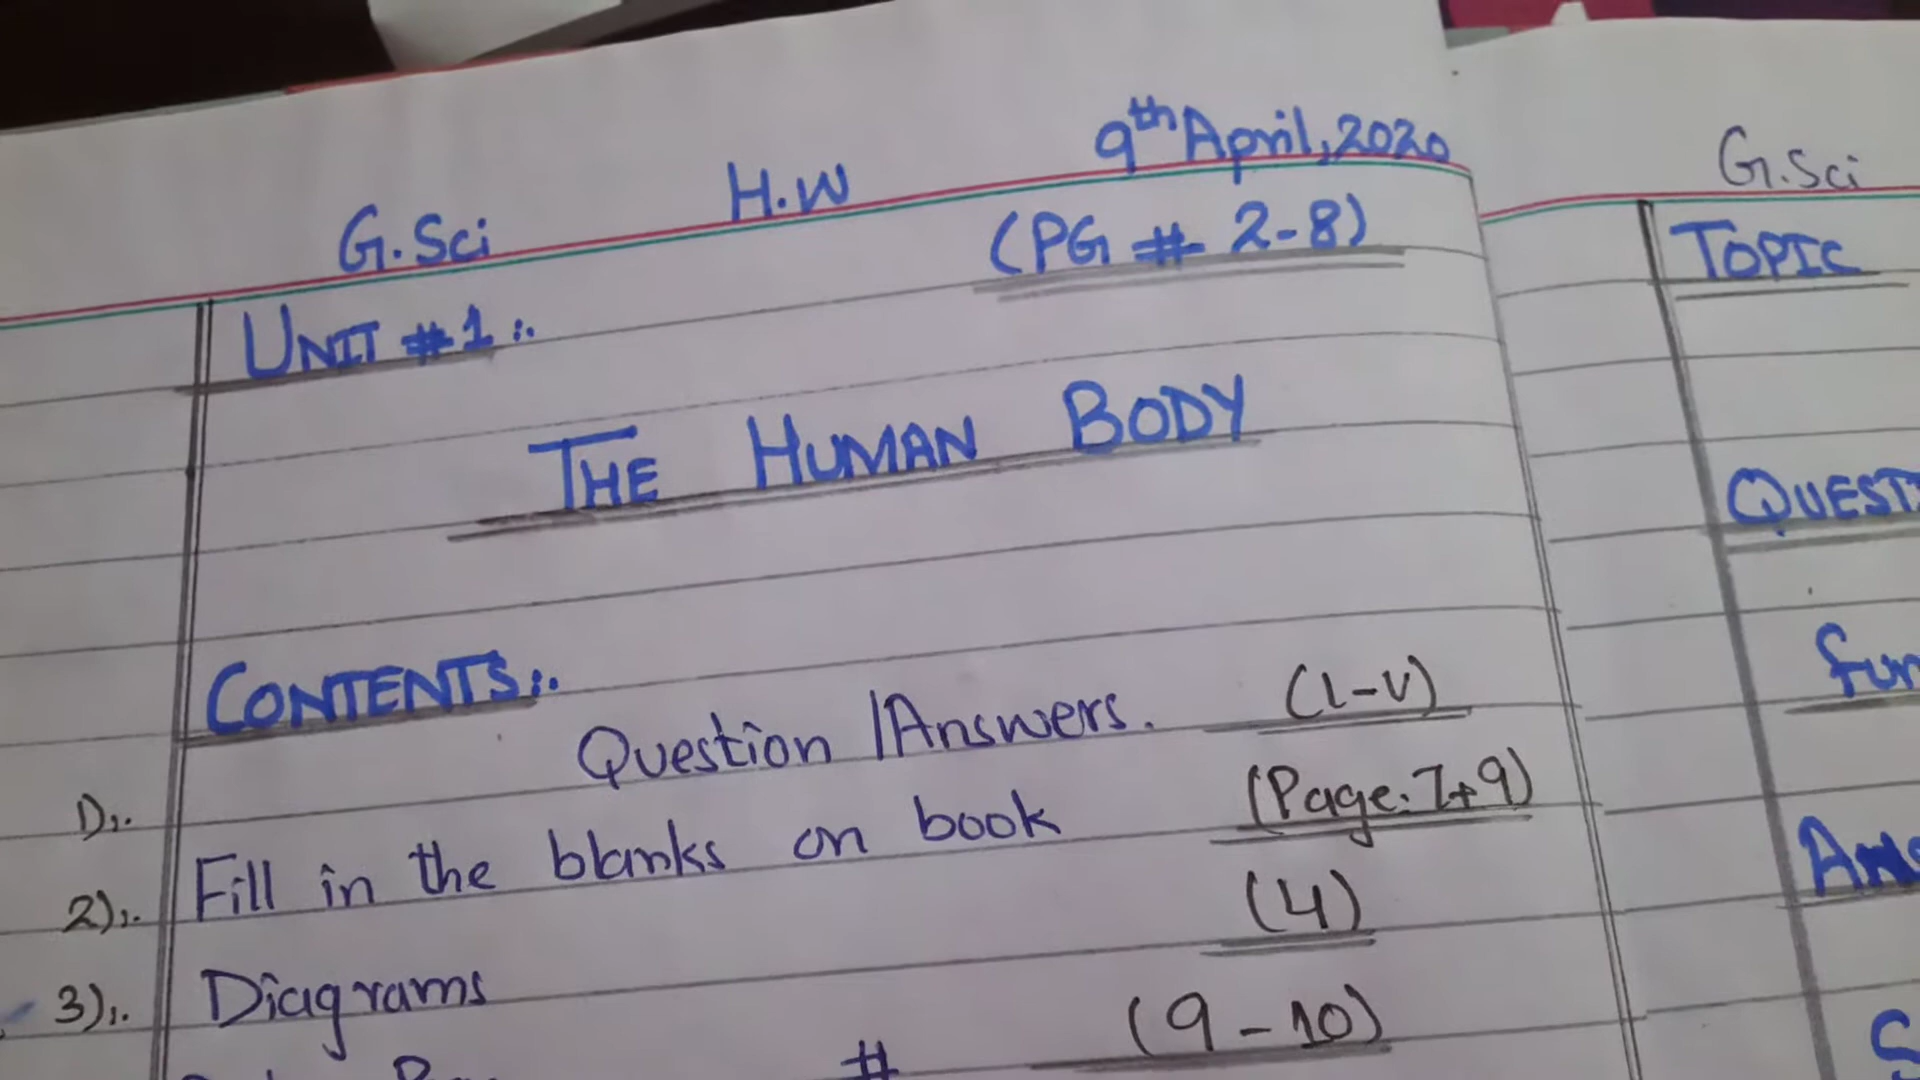 G.Sci H.W 9th April, 2020
(PG # 2-8)
UNIT #1:.
THE HUMAN BODY
CONTENTS:.
1):. Question/Answers. (i-v)
2):. Fill in the blanks on book (Page: 7+9)
3):. Diagrams (4)
# (9-10)
G.Sci
TOPIC